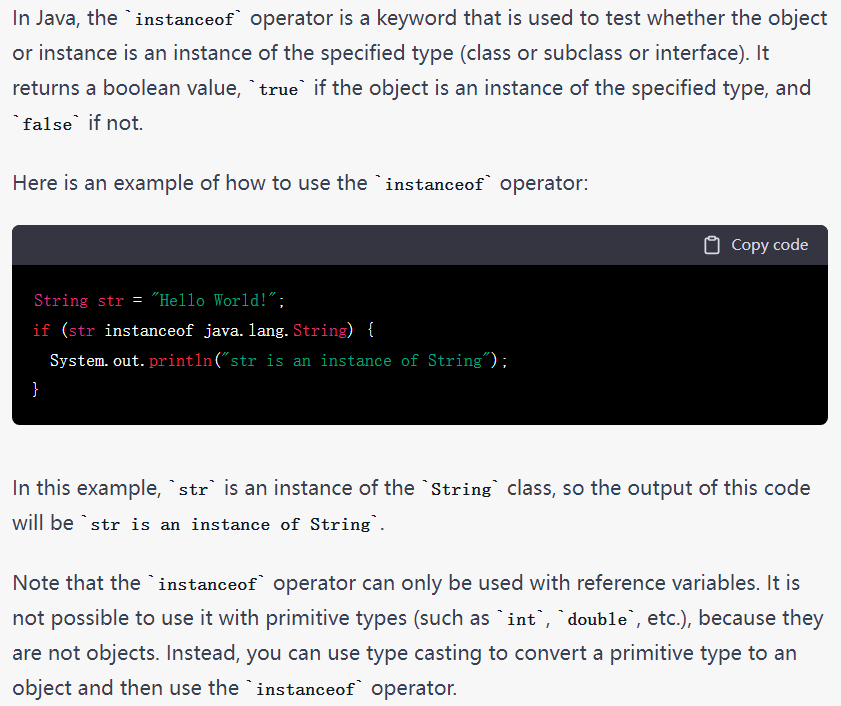 In Java, the `instanceof` operator is a keyword that is used to test whether the object
or instance is an instance of the specified type (class or subclass or interface). It
returns a boolean value, `true` if the object is an instance of the specified type, and
`false` if not.
Here is an example of how to use the `instanceof` operator:
Copy code
String str = "Hello World!";
if (str instanceof java.lang.String) {
  System.out.println("str is an instance of String");
}
In this example, `str` is an instance of the `String` class, so the output of this code
will be `str is an instance of String`.
Note that the `instanceof` operator can only be used with reference variables. It is
not possible to use it with primitive types (such as `int`, `double`, etc.), because they
are not objects. Instead, you can use type casting to convert a primitive type to an
object and then use the `instanceof` operator.